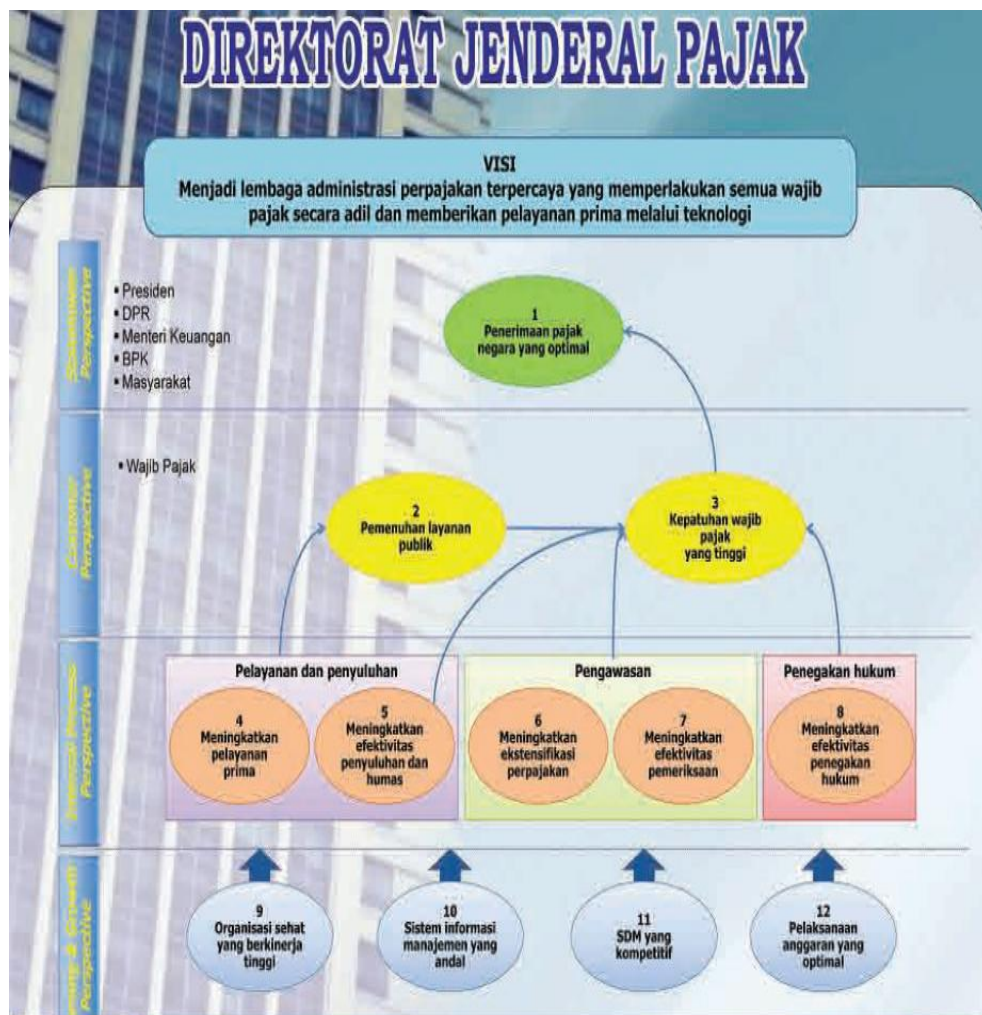 DIREKTORAT JENDERAL PAJAK
VISI
Menjadi lembaga administrasi perpajakan terpercaya yang memperlakukan semua wajib
pajak secara adil dan memberikan pelayanan prima melalui teknologi
Perspective
• Presiden
• DPR
• Menteri Keuangan
• BPK
• Masyarakat
1
Penerimaan pajak
negara yang optimal
Customer
Perspective
• Wajib Pajak
2
Pemenuhan layanan
publik
3
Kepatuhan wajib
pajak
yang tinggi
Internal Process
Perspective
Pelayanan dan penyuluhan
4
Meningkatkan
pelayanan
prima
5
Meningkatkan
efektivitas
penyuluhan dan
humas
Pengawasan
6
Meningkatkan
ekstensifikasi
perpajakan
7
Meningkatkan
efektivitas
pemeriksaan
Penegakan hukum
8
Meningkatkan
efektivitas
penegakan
hukum
Perspective
9
Organisasi sehat
yang berkinerja
tinggi
10
Sistem informasi
manajemen yang
andal
11
SDM yang
kompetitif
12
Pelaksanaan
anggaran yang
optimal